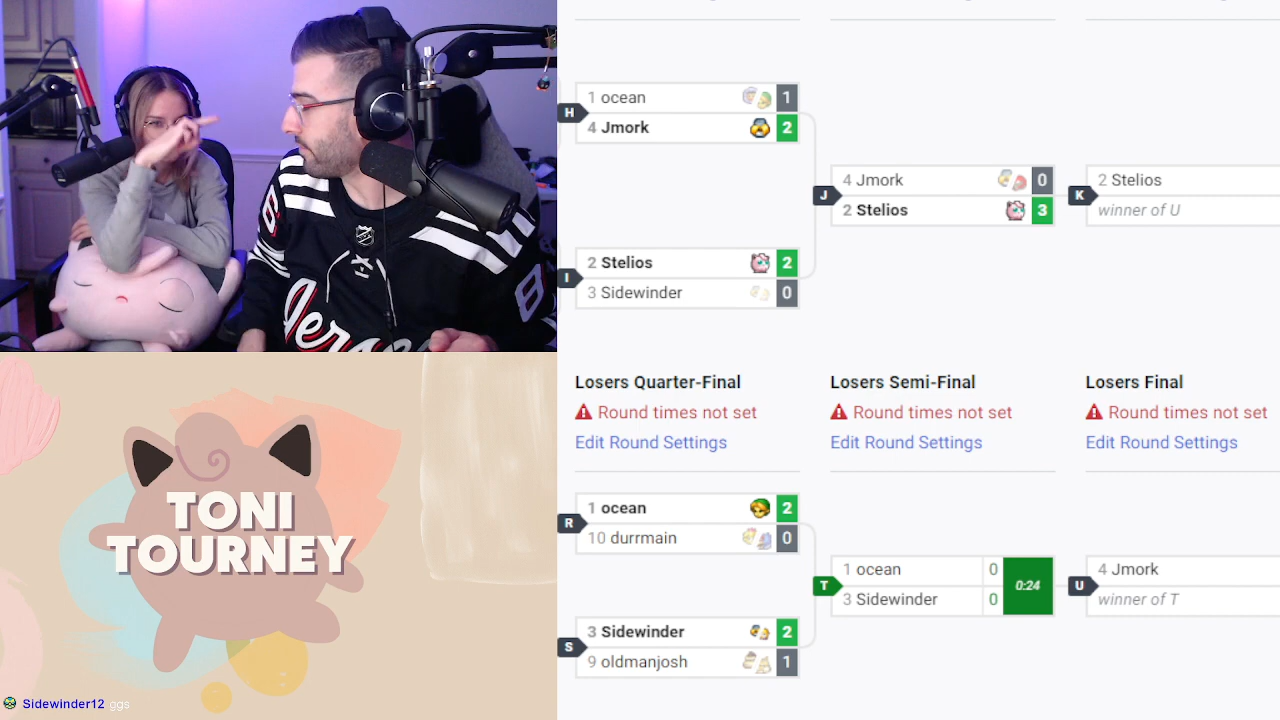 H
1 ocean 1
4 Jmork 2
J
4 Jmork 0
2 Stelios 3
K
2 Stelios
winner of U
I
2 Stelios 2
3 Sidewinder 0
Losers Quarter-Final
Round times not set
Edit Round Settings
Losers Semi-Final
Round times not set
Edit Round Settings
Losers Final
Round times not set
Edit Round Settings
R
1 ocean 2
10 durrmain 0
T
1 ocean 0
3 Sidewinder 0
0:24
U
4 Jmork
winner of T
S
3 Sidewinder 2
9 oldmanjosh 1
TONI
TOURNEY
Sidewinder12 ggs
NHL
8